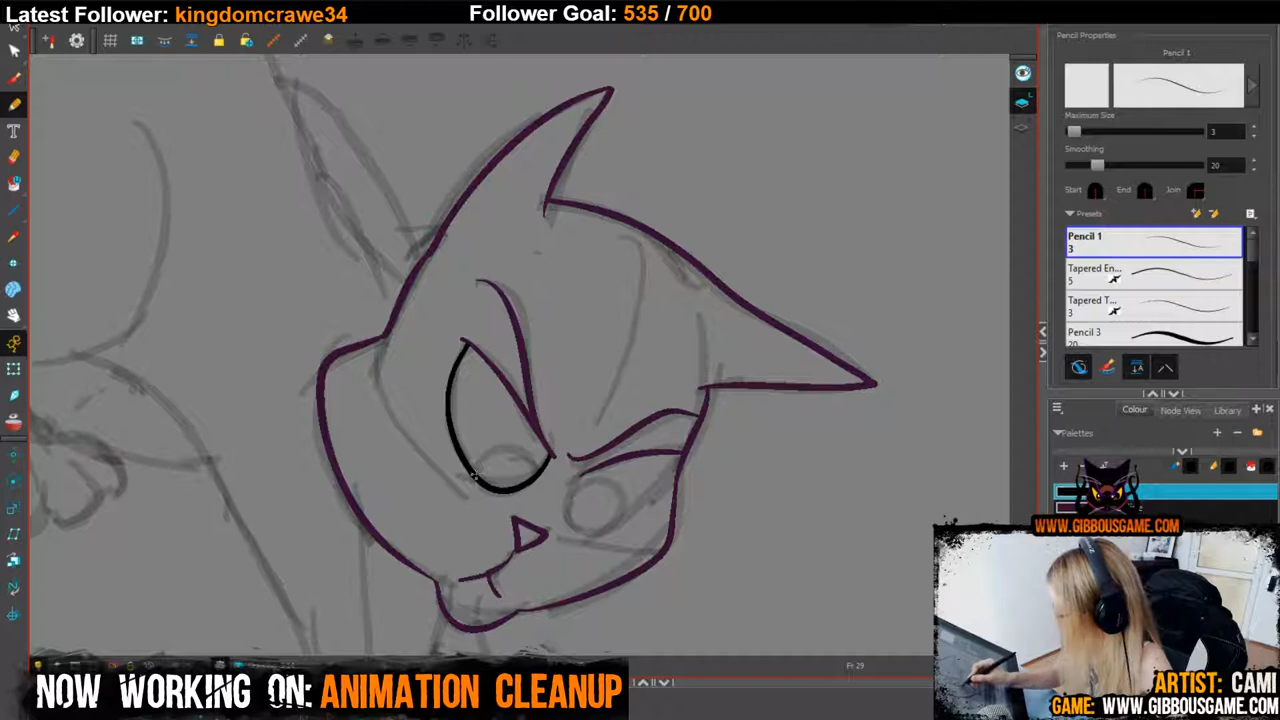 Latest Follower: kingdomcrawe34
Follower Goal: 535 / 700
Pencil Properties
Pencil 1
Maximum Size
3
Smoothing
20
Start End Join
Presets
Pencil 1
3
Tapered En...
5
Tapered T...
3
Pencil 3
20
Colour Node View Library
Palettes
WWW.GIBBOUSGAME.COM
Fr 29
NOW WORKING ON: ANIMATION CLEANUP
ARTIST: CAMI
GAME: WWW.GIBBOUSGAME.COM